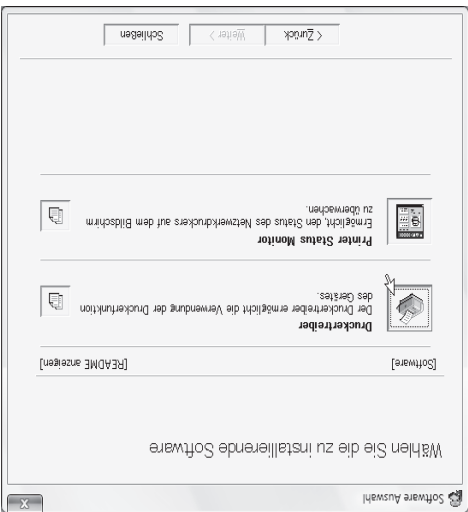 Software Auswahl
Wählen Sie die zu installierende Software
[Software] [README anzeigen]
Druckertreiber
Der Druckertreiber ermöglicht die Verwendung der Druckerfunktion
des Gerätes.
Printer Status Monitor
Ermöglicht, den Status des Netzwerkdruckers auf dem Bildschirm
zu überwachen.
< Zurück Weiter > Schließen